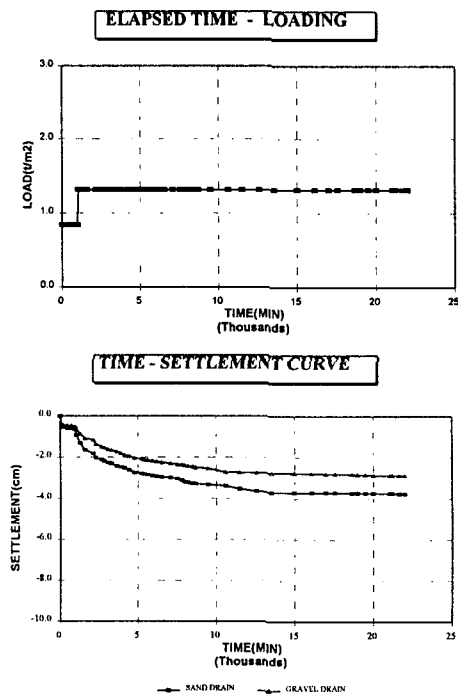 ELAPSED TIME - LOADING
3.0
2.0
1.0
0.0
LOAD(t/m2)
0 5 10 15 20 25
TIME(MIN)
(Thousands)
TIME - SETTLEMENT CURVE
0.0
-2.0
-4.0
-6.0
-8.0
-10.0
SETTLEMENT(cm)
0 5 10 15 20 25
TIME(MIN)
(Thousands)
SAND DRAIN GRAVEL DRAIN